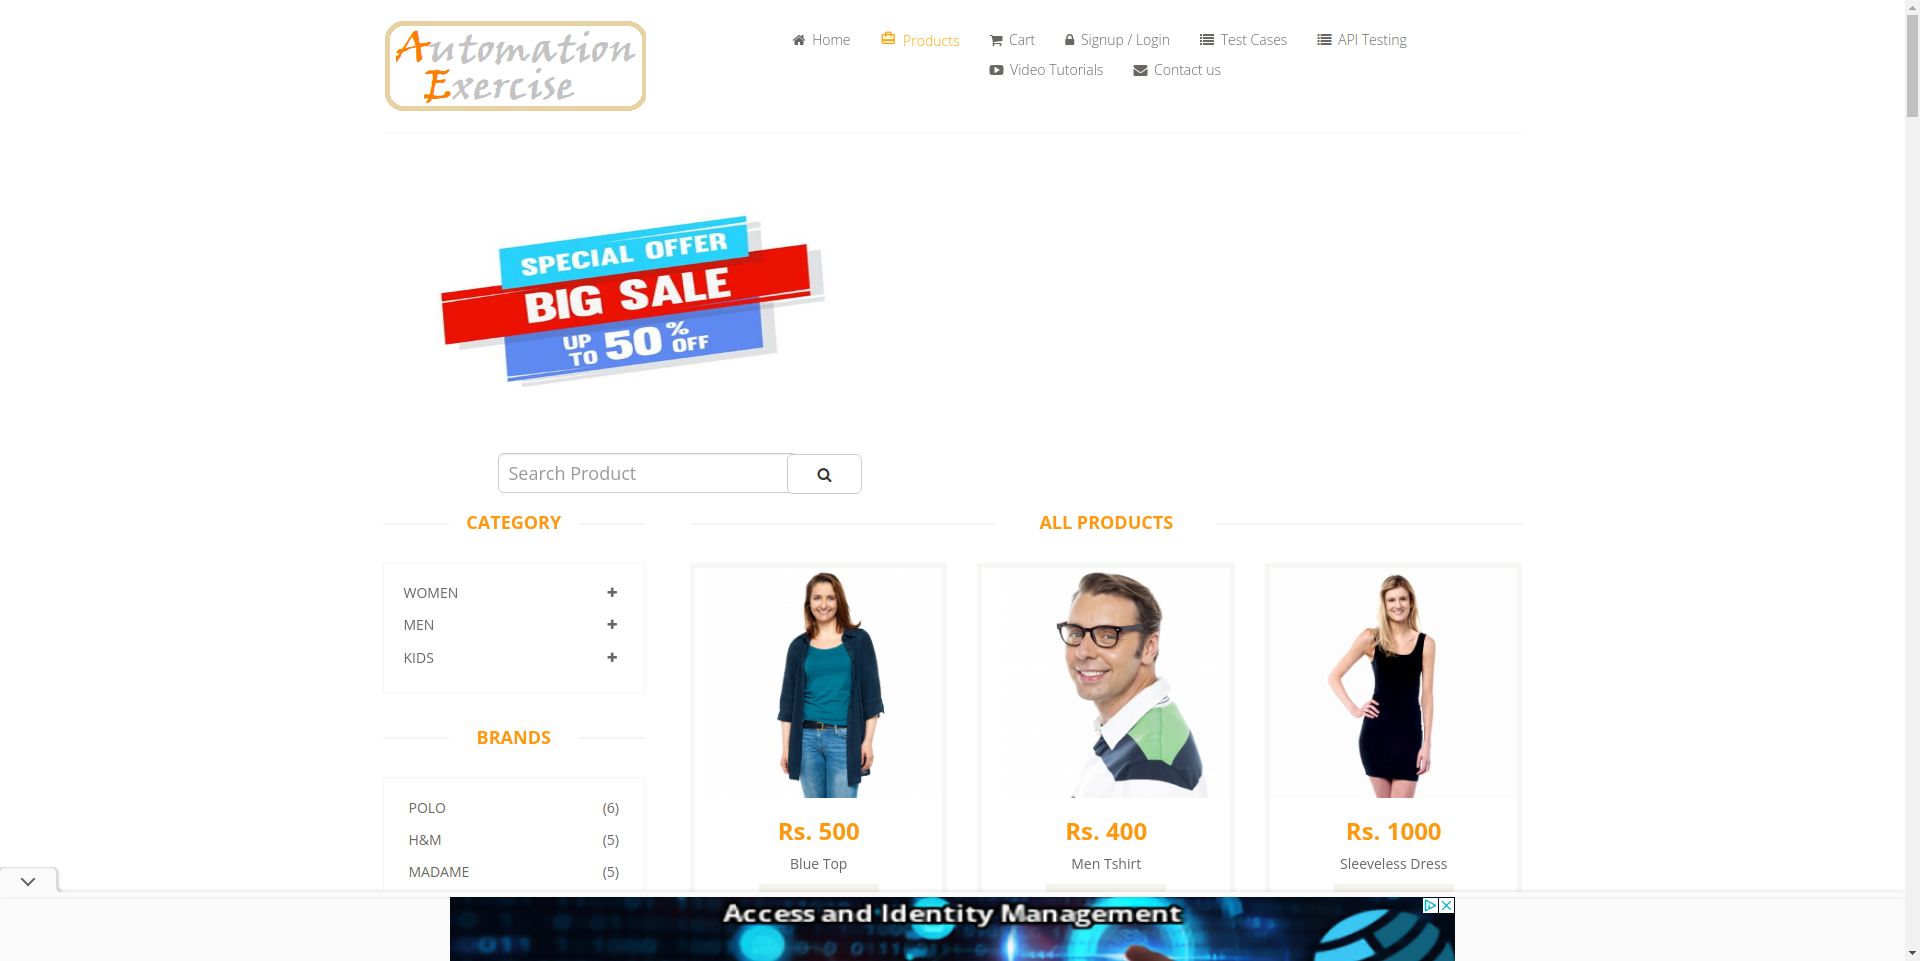 Automation
Exercise
Home
Products
Cart
Signup / Login
Test Cases
API Testing
Video Tutorials
Contact us
SPECIAL OFFER
BIG SALE
UP TO 50% OFF
Search Product
CATEGORY
WOMEN
MEN
KIDS
BRANDS
POLO (6)
H&M (5)
MADAME (5)
ALL PRODUCTS
Rs. 500
Blue Top
Rs. 400
Men Tshirt
Rs. 1000
Sleeveless Dress
Access and Identity Management